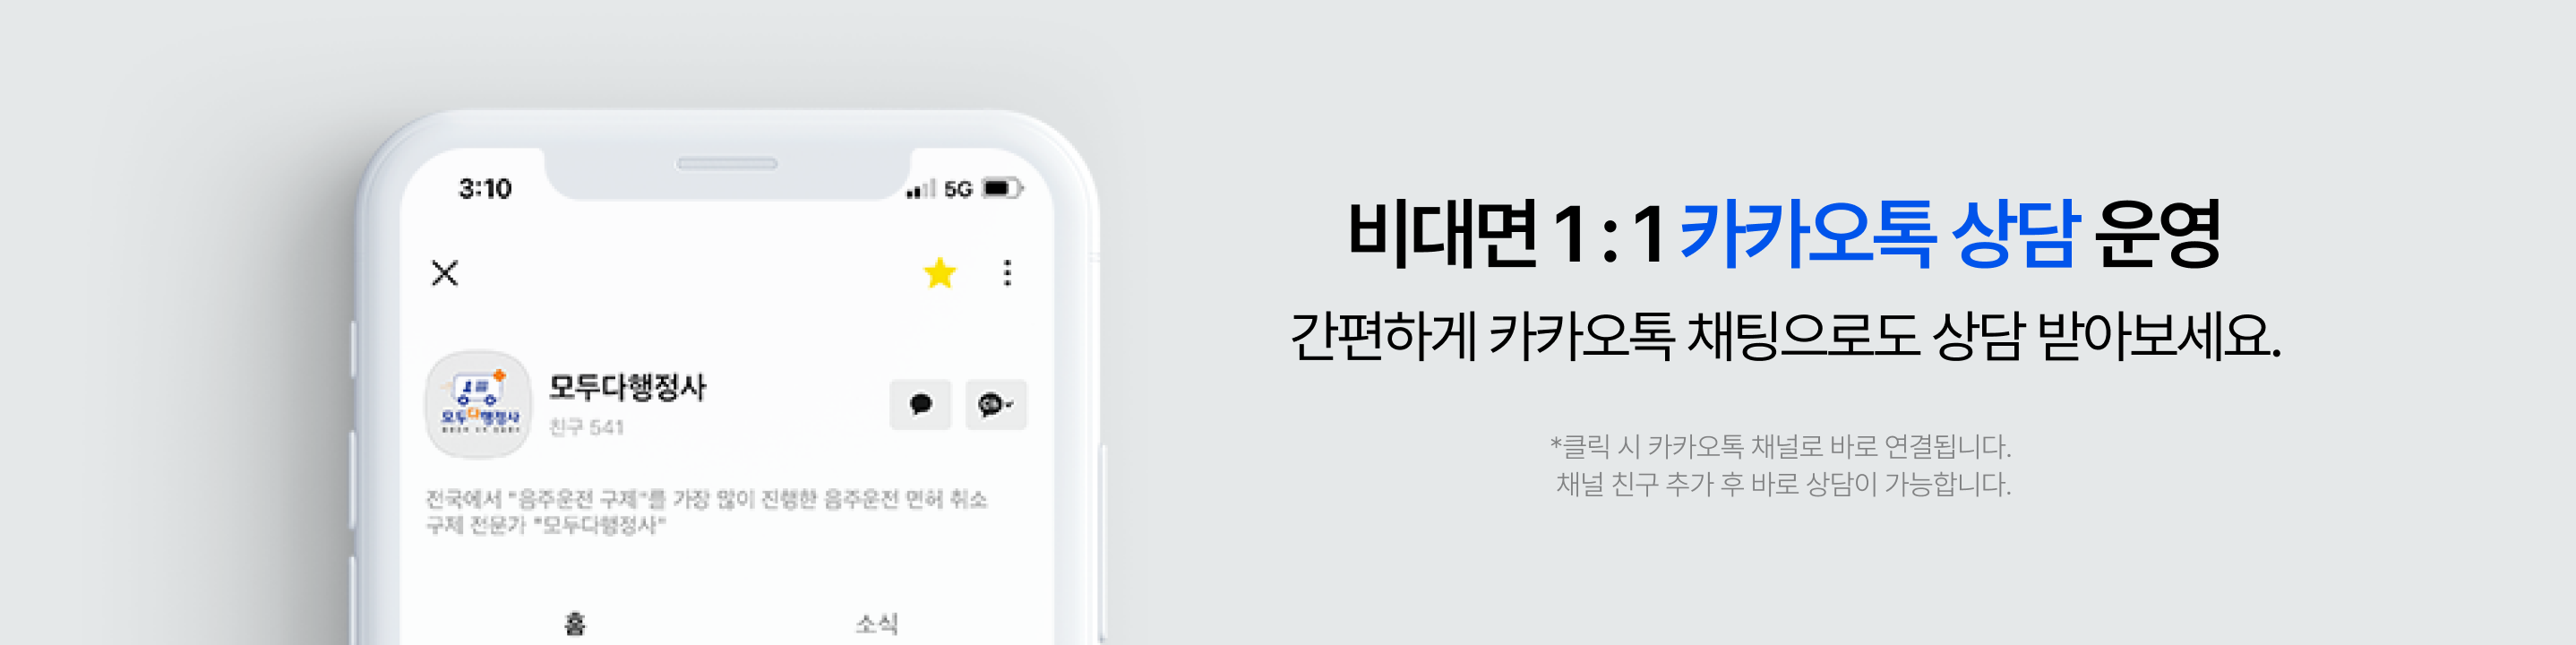 3:10
5G
모두다행정사
모두다행정사
친구 541
전국에서 "음주운전 구제"를 가장 많이 진행한 음주운전 면허 취소
구제 전문가 "모두다행정사"
홈
소식
비대면 1 : 1 카카오톡 상담 운영
간편하게 카카오톡 채팅으로도 상담 받아보세요.
*클릭 시 카카오톡 채널로 바로 연결됩니다.
채널 친구 추가 후 바로 상담이 가능합니다.